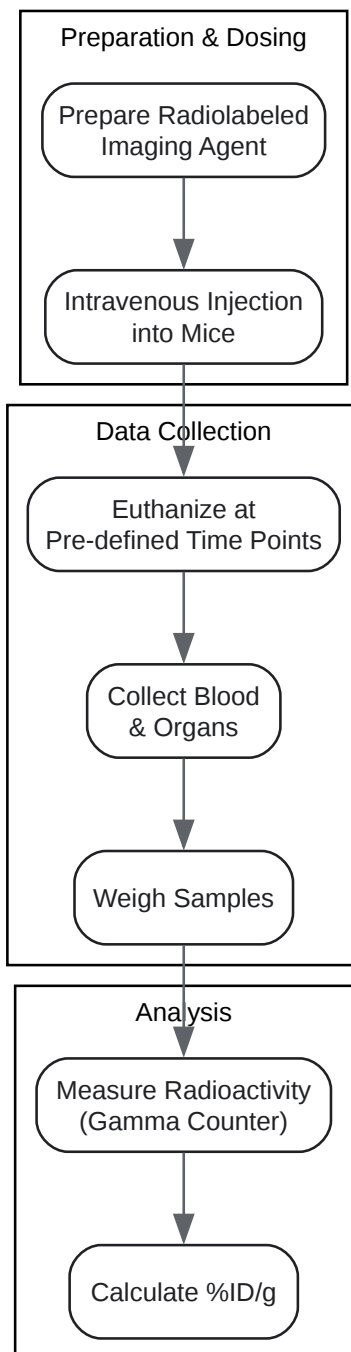 Preparation & Dosing
Prepare Radiolabeled
Imaging Agent
Intravenous Injection
into Mice
Data Collection
Euthanize at
Pre-defined Time Points
Collect Blood
& Organs
Weigh Samples
Analysis
Measure Radioactivity
(Gamma Counter)
Calculate %ID/g